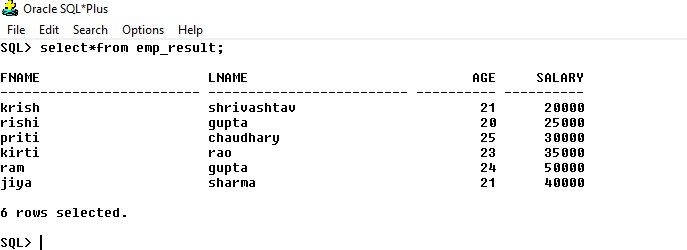 Oracle SQL*Plus
File Edit Search Options Help
SQL> select*from emp_result;
FNAME LNAME AGE SALARY
------------------------- ------------------------- ---------- ----------
krish shrivashtav 21 20000
rishi gupta 20 25000
priti chaudhary 25 30000
kirti rao 23 35000
ram gupta 24 50000
jiya sharma 21 40000
6 rows selected.
SQL>